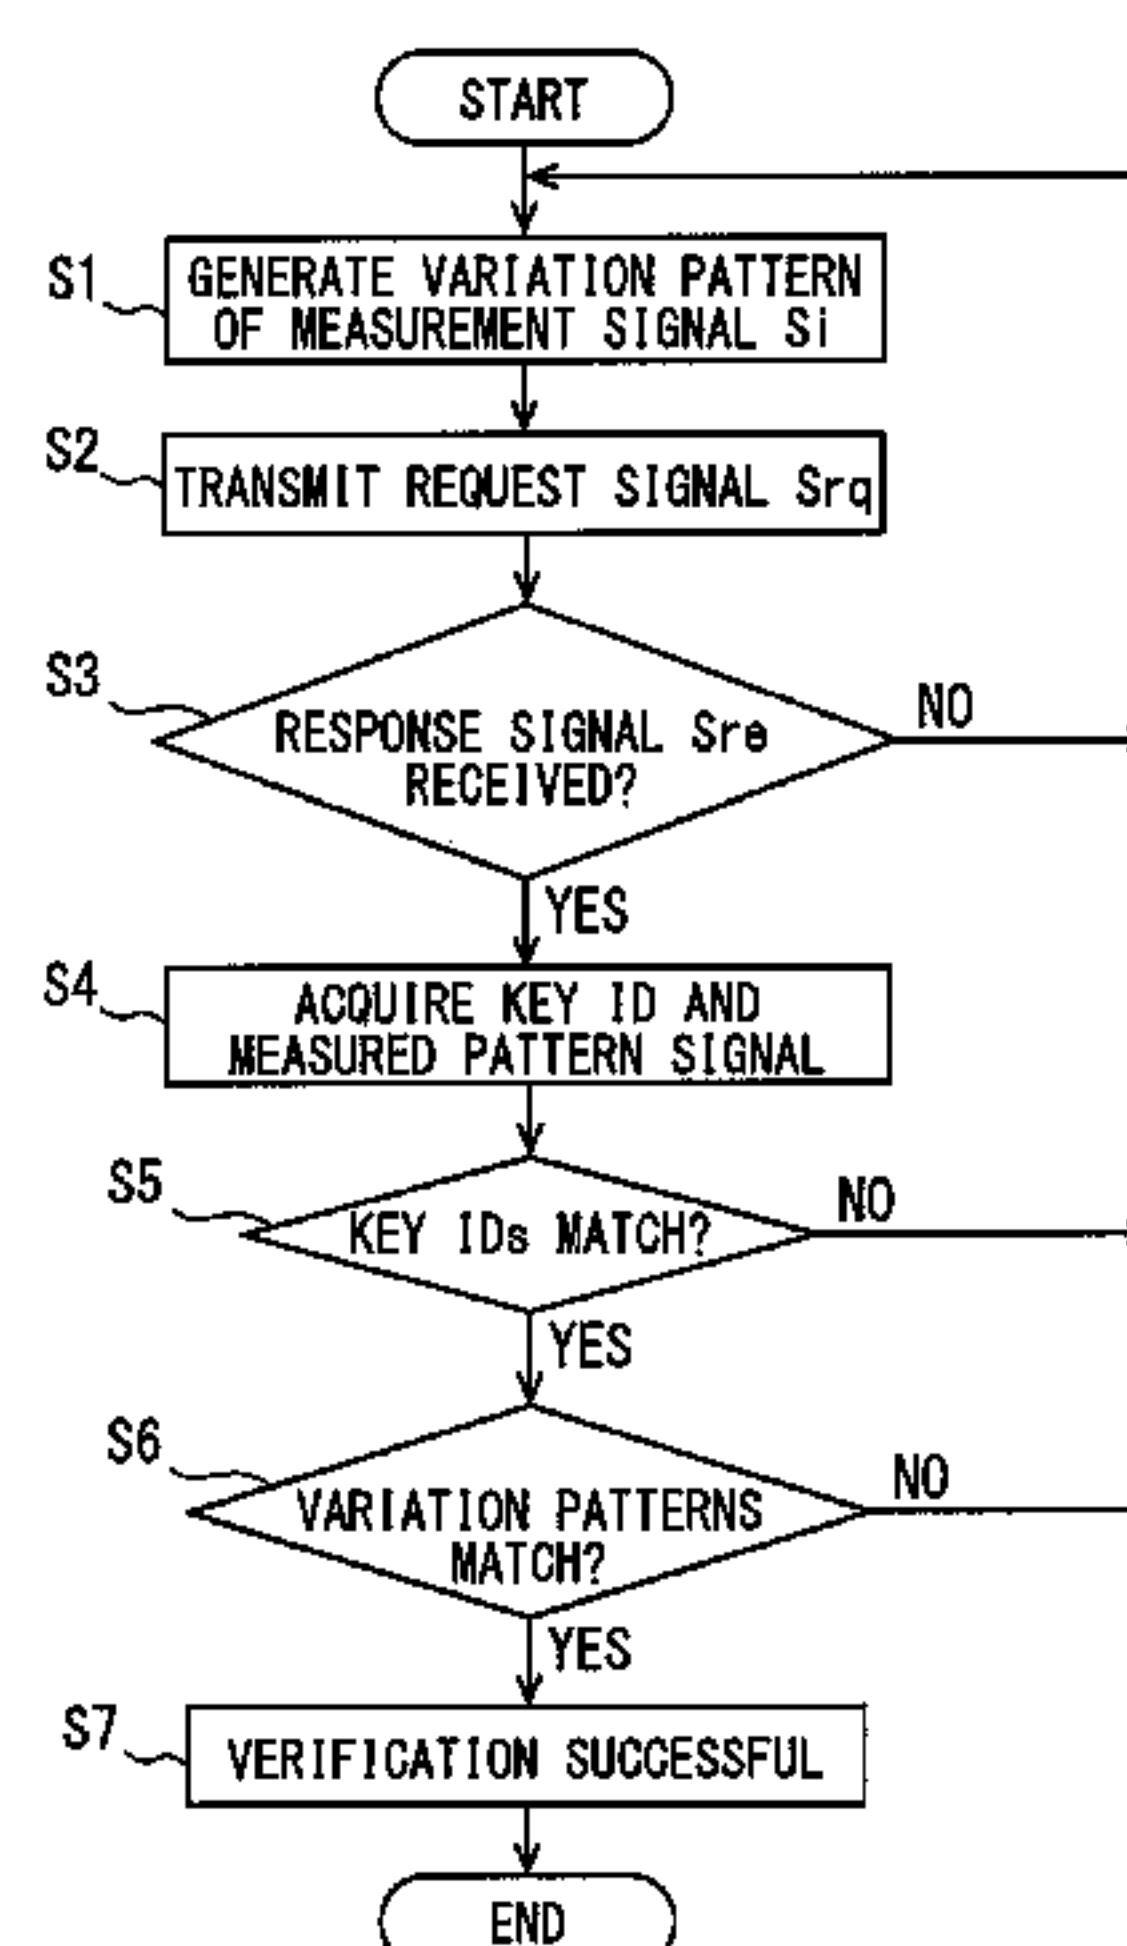 START
S1
GENERATE VARIATION PATTERN
OF MEASUREMENT SIGNAL Si
S2
TRANSMIT REQUEST SIGNAL Srq
S3
RESPONSE SIGNAL Sre
RECEIVED?
NO
YES
S4
ACQUIRE KEY ID AND
MEASURED PATTERN SIGNAL
S5
KEY IDs MATCH?
NO
YES
S6
VARIATION PATTERNS
MATCH?
NO
YES
S7
VERIFICATION SUCCESSFUL
END